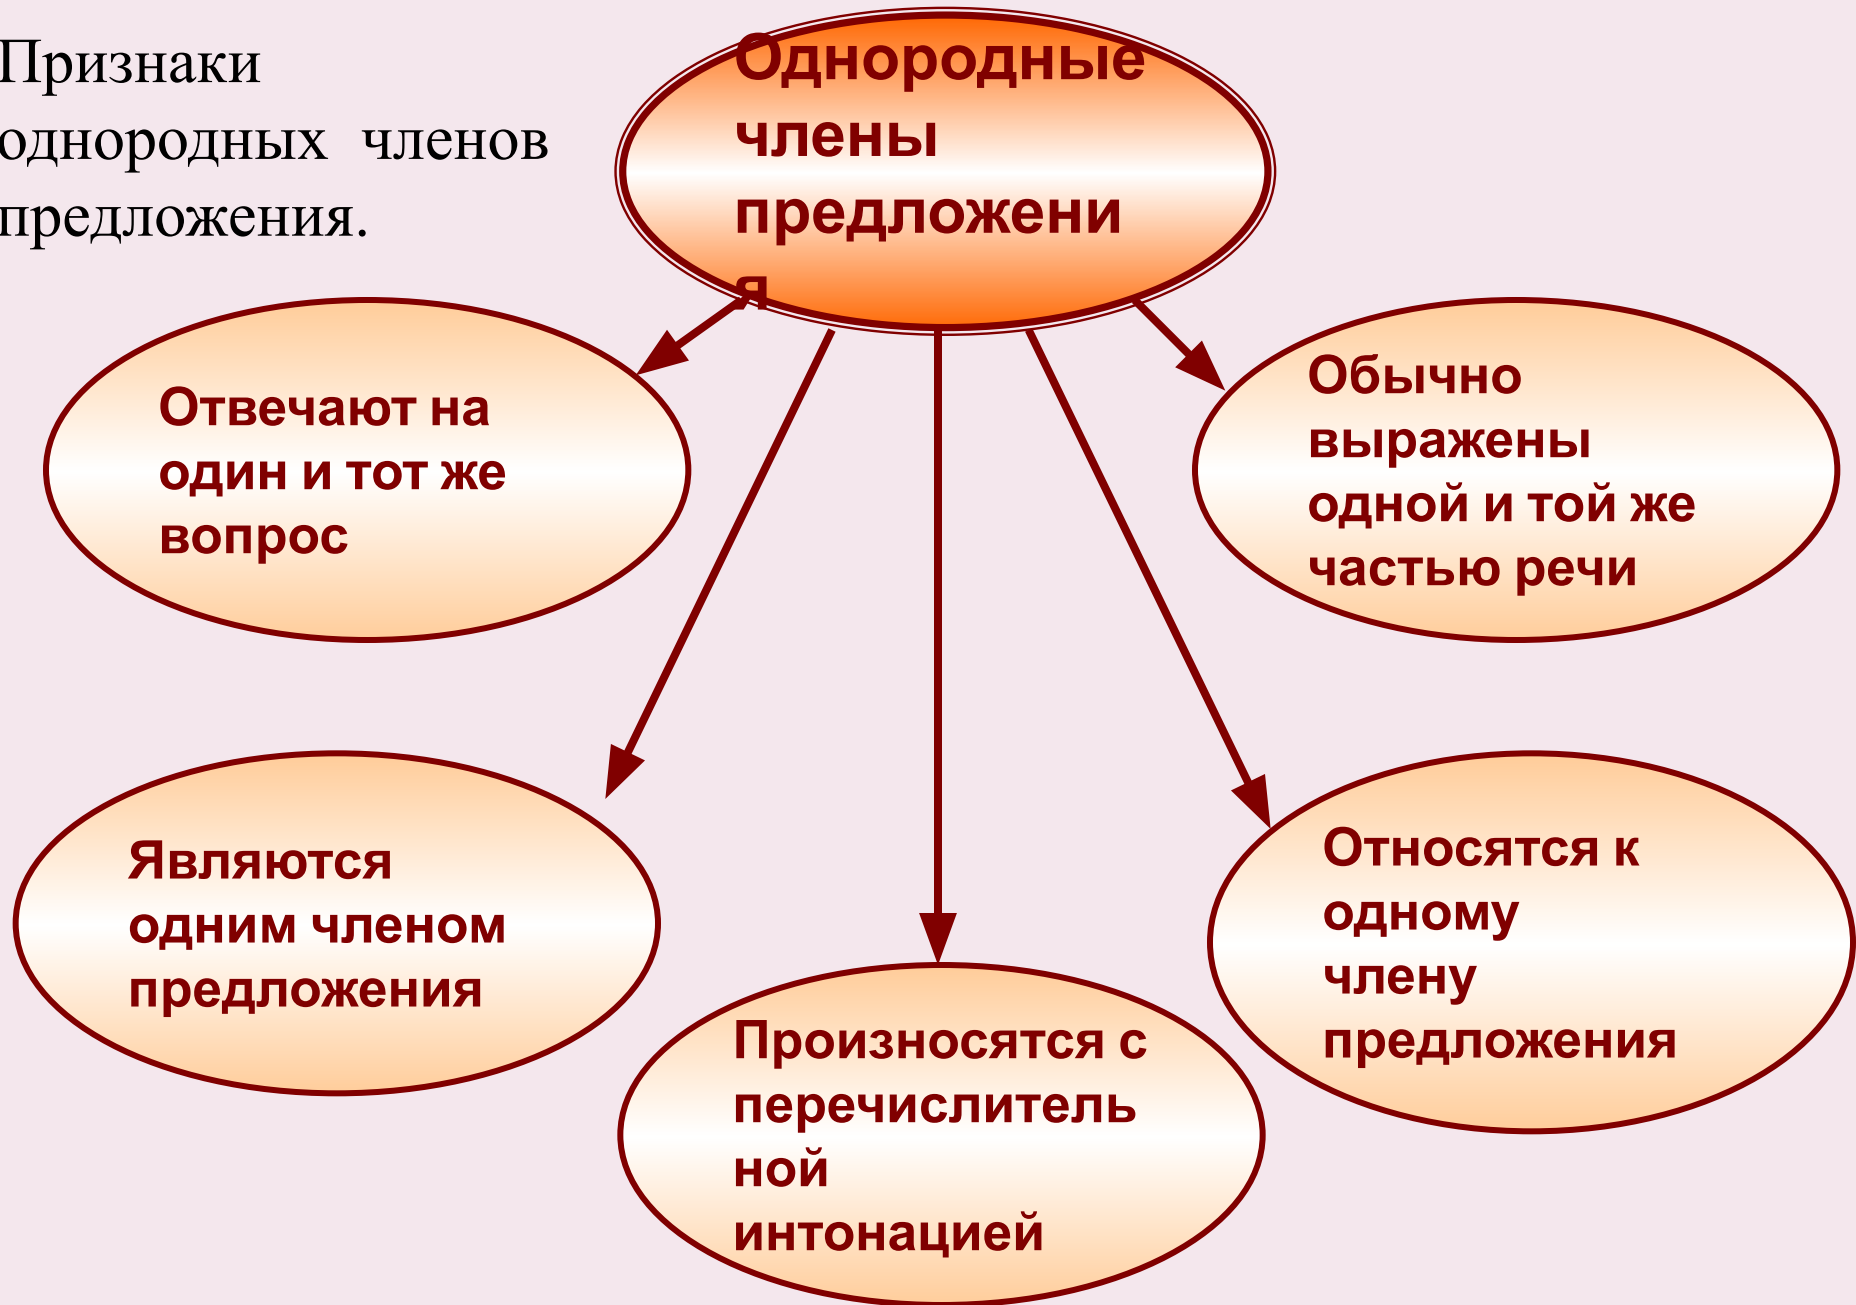 Признаки
однородных членов
предложения.
Однородные
члены
предложени
я
Отвечают на
один и тот же
вопрос
Обычно
выражены
одной и той же
частью речи
Являются
одним членом
предложения
Произносятся с
перечислитель
ной
интонацией
Относятся к
одному
члену
предложения